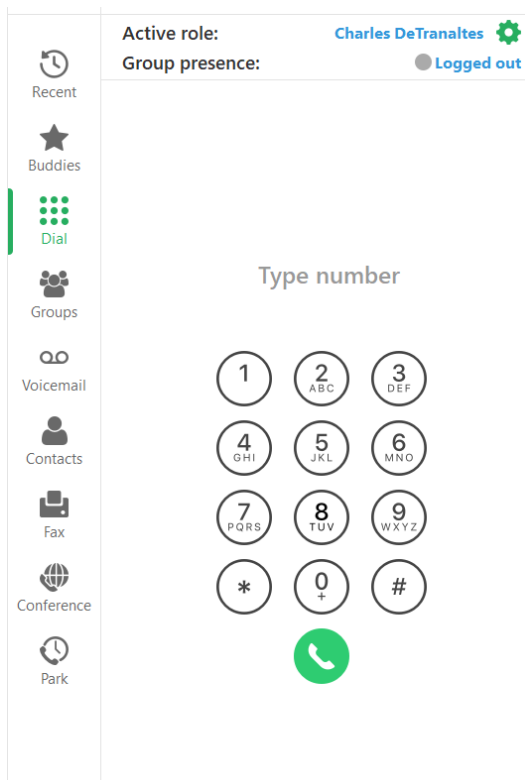 Active role: Charles DeTranaltes
Group presence: Logged out
Recent
Buddies
Dial
Groups
Voicemail
Contacts
Fax
Conference
Park
Type number
1 2 3
ABC DEF
4 5 6
GHI JKL MNO
7 8 9
PQRS TUV WXYZ
* 0 #
+